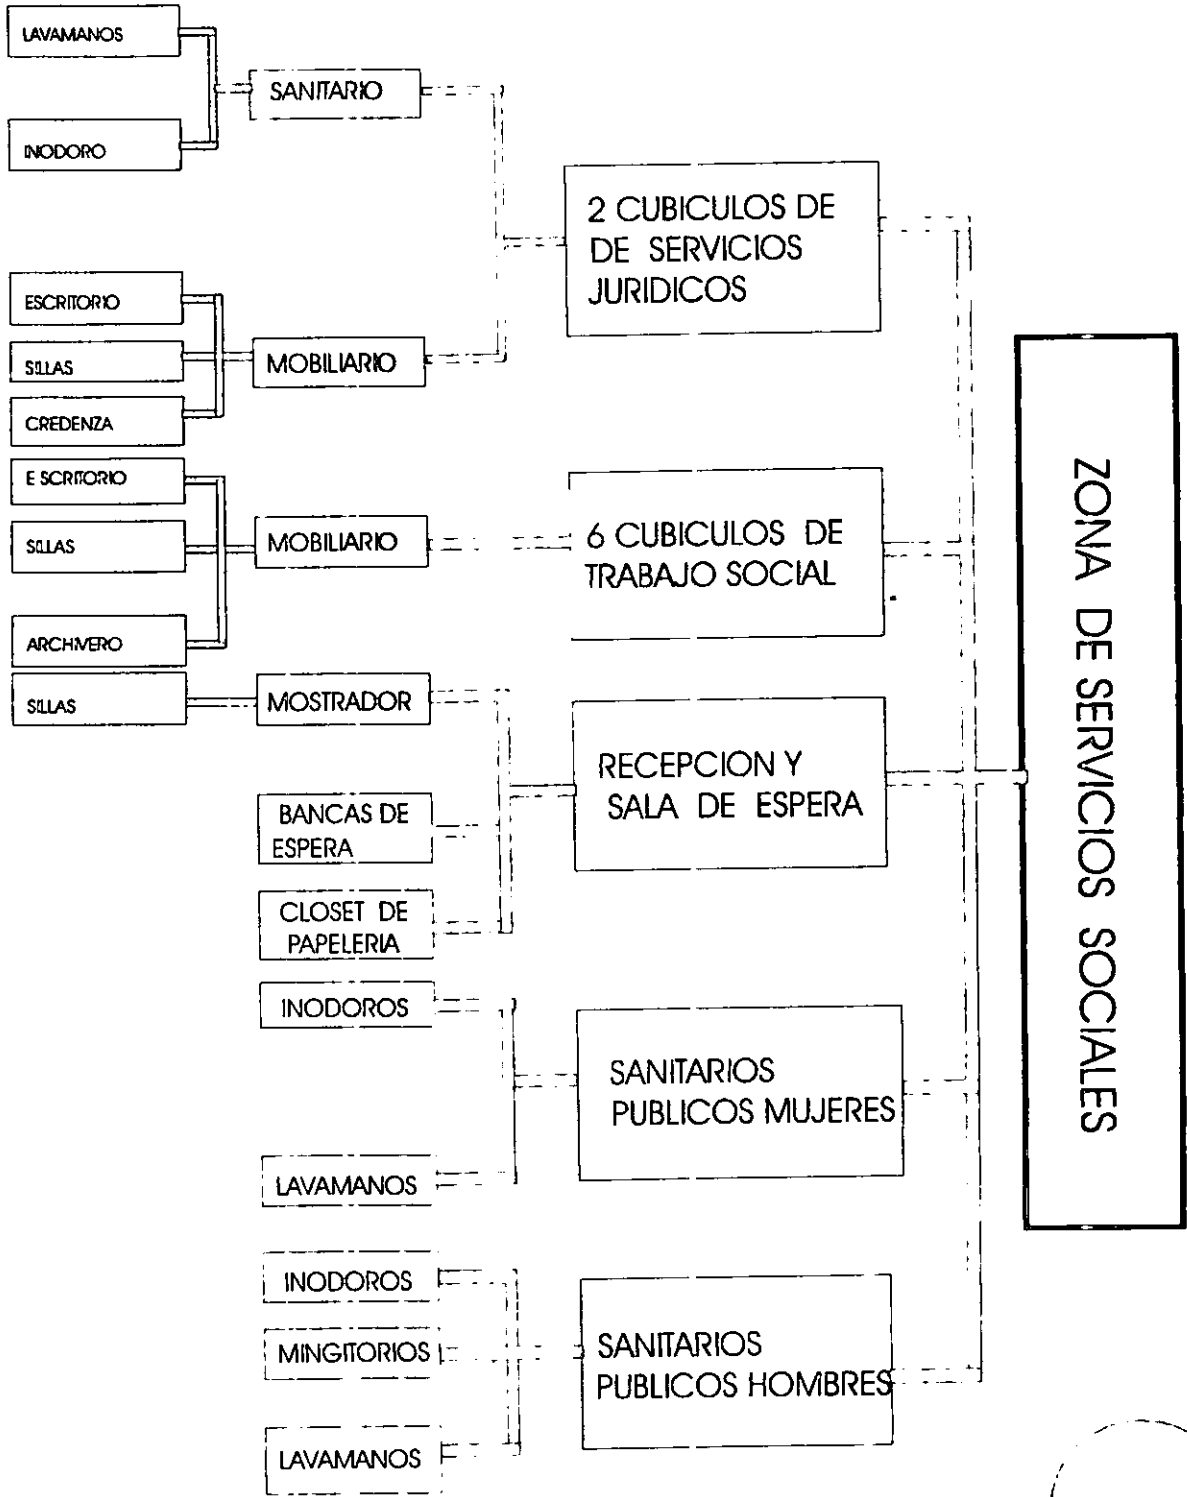 LAVAMANOS
SANITARIO
INODORO
2 CUBICULOS DE
DE SERVICIOS
JURIDICOS
ESCRITORIO
SILLAS
MOBILIARIO
CREDENZA
E SCRITORIO
SILLAS
MOBILIARIO
6 CUBICULOS DE
TRABAJO SOCIAL
ARCHIVERO
SILLAS
MOSTRADOR
RECEPCION Y
SALA DE ESPERA
BANCAS DE
ESPERA
CLOSET DE
PAPELERIA
INODOROS
SANITARIOS
PUBLICOS MUJERES
LAVAMANOS
INODOROS
MINGITORIOS
SANITARIOS
PUBLICOS HOMBRES
LAVAMANOS
ZONA DE SERVICIOS SOCIALES